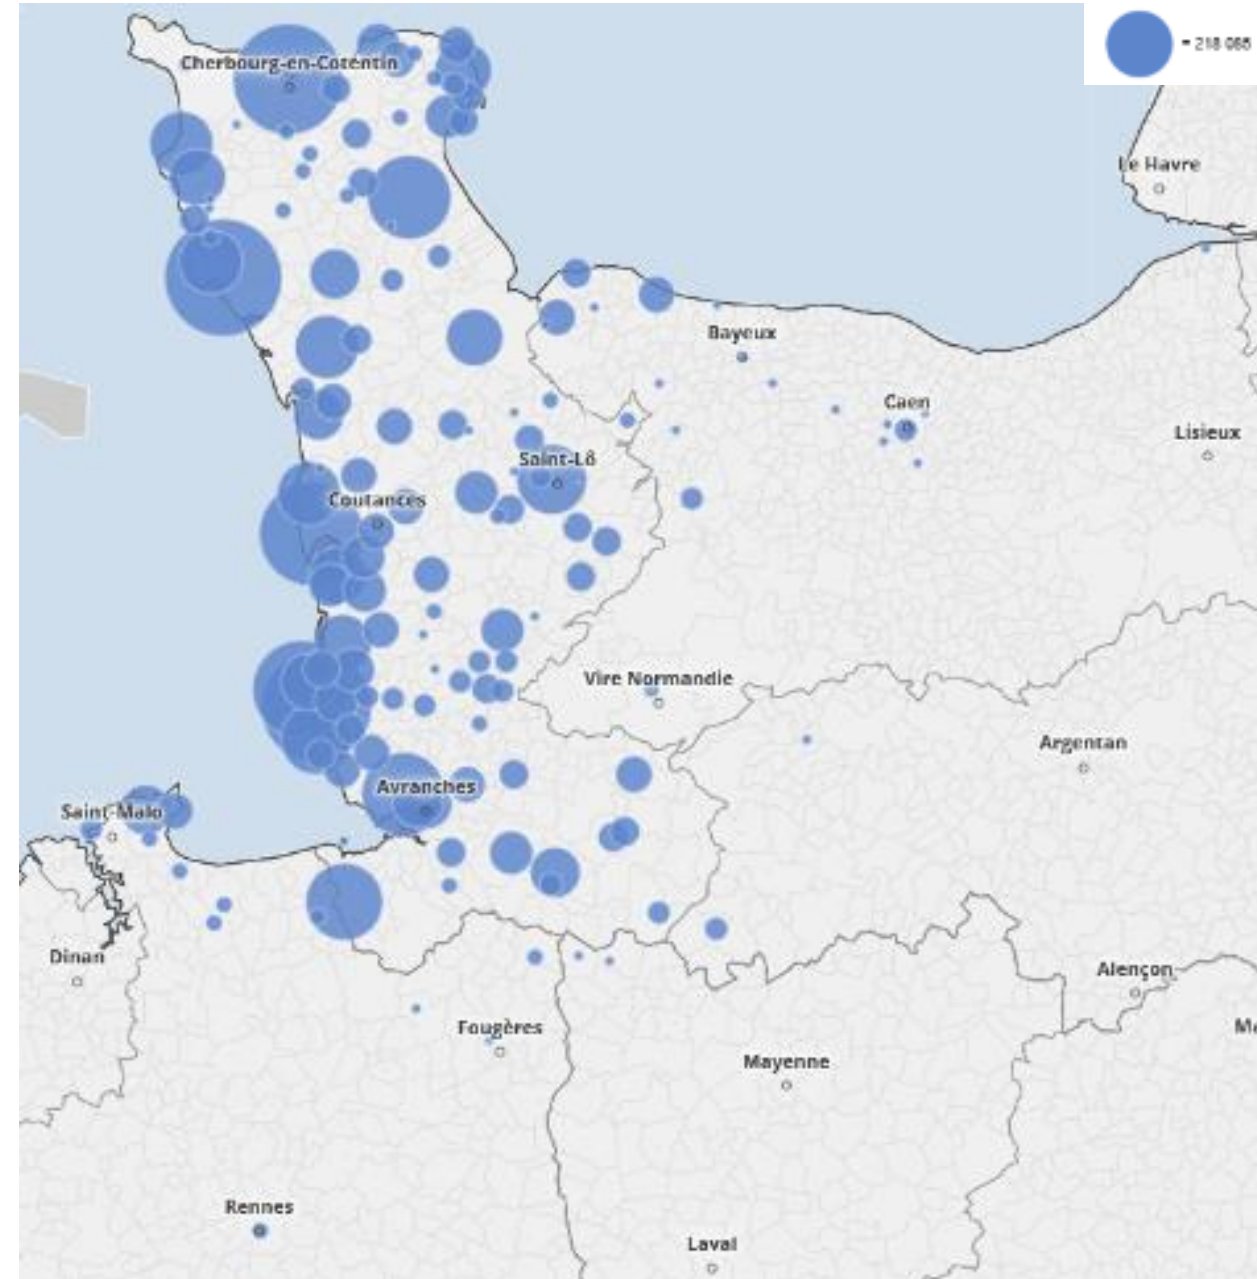 = 218 065
Cherbourg-en-Cotentin
Le Havre
Bayeux
Caen
Lisieux
Saint-Lô
Coutances
Vire Normandie
Argentan
Avranches
Saint-Malo
Dinan
Alençon
Fougères
Mayenne
Rennes
Laval